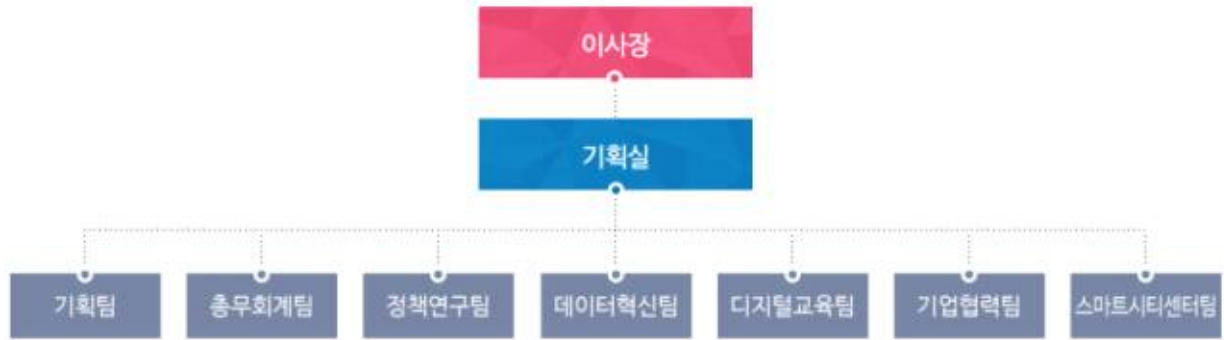 이사장
기획실
기획팀
총무회계팀
정책연구팀
데이터혁신팀
디지털교육팀
기업협력팀
스마트시티센터팀